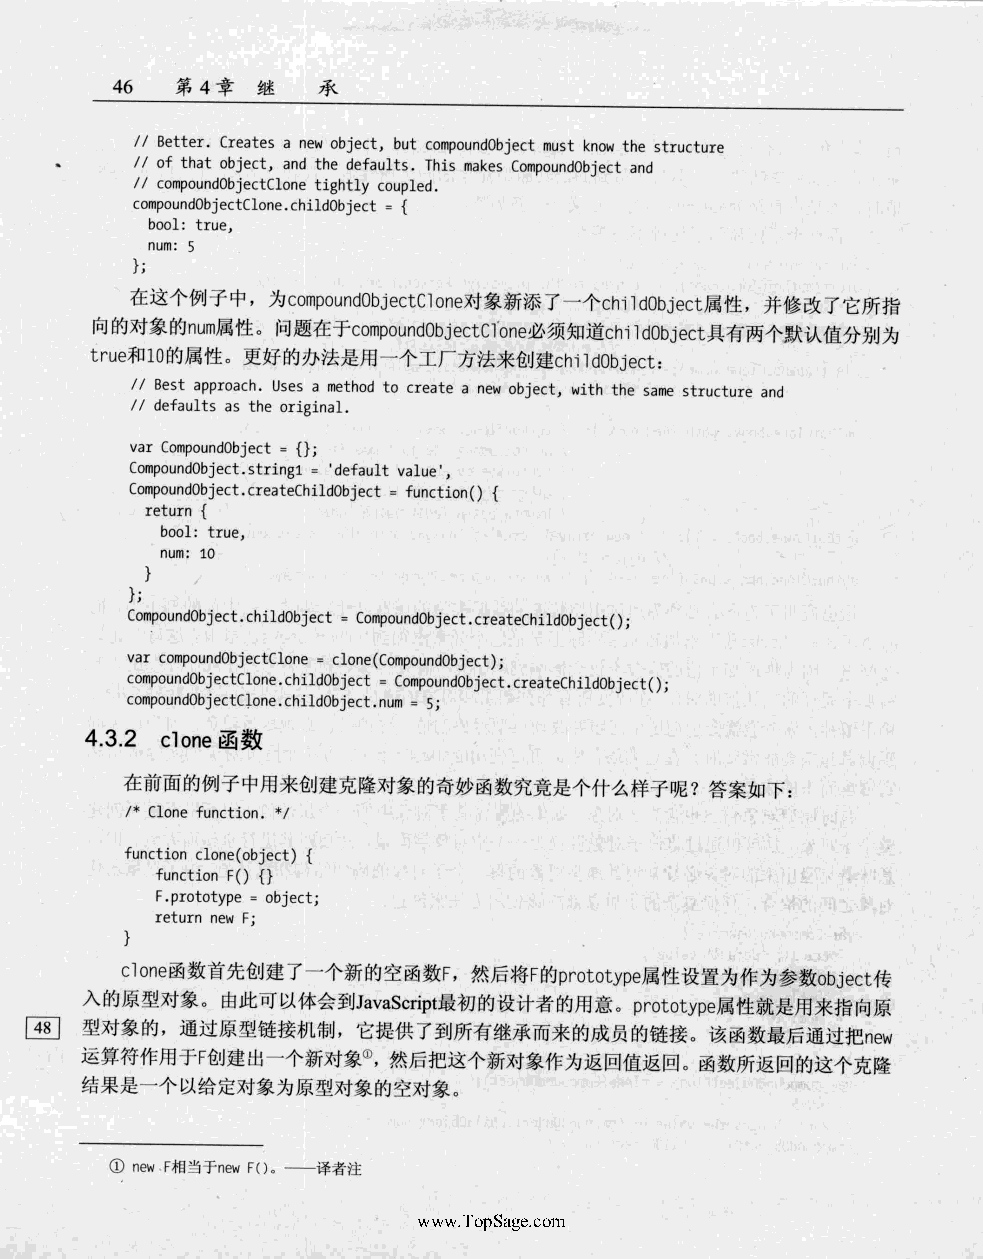 46 第4章 继 承
// Better. Creates a new object, but compoundObject must know the structure
// of that object, and the defaults. This makes CompoundObject and
// compoundObjectClone tightly coupled.
compoundObjectClone.childObject = {
bool: true,
num: 5
};
在这个例子中，为compoundObjectClone对象新添了一个childObject属性，并修改了它所指
向的对象的num属性。问题在于compoundObjectClone必须知道childObject具有两个默认值分别为
true和10的属性。更好的办法是用一个工厂方法来创建childObject：
// Best approach. Uses a method to create a new object, with the same structure and
// defaults as the original.
var CompoundObject = {};
CompoundObject.string1 = 'default value',
CompoundObject.createChildObject = function() {
return {
bool: true,
num: 10
}
};
CompoundObject.childObject = CompoundObject.createChildObject();
var compoundObjectClone = clone(CompoundObject);
compoundObjectClone.childObject = CompoundObject.createChildObject();
compoundObjectClone.childObject.num = 5;
4.3.2 clone 函数
在前面的例子中用来创建克隆对象的奇妙函数究竟是个什么样子呢？答案如下：
/* Clone function. */
function clone(object) {
function F() {}
F.prototype = object;
return new F;
}
clone函数首先创建了一个新的空函数F，然后将F的prototype属性设置为作为参数object传
入的原型对象。由此可以体会到JavaScript最初的设计者的用意。prototype属性就是用来指向原
48 型对象的，通过原型链接机制，它提供了到所有继承而来的成员的链接。该函数最后通过把new
运算符作用于F创建出一个新对象①，然后把这个新对象作为返回值返回。函数所返回的这个克隆
结果是一个以给定对象为原型对象的空对象。
① new F相当于new F()。——译者注
www.TopSage.com